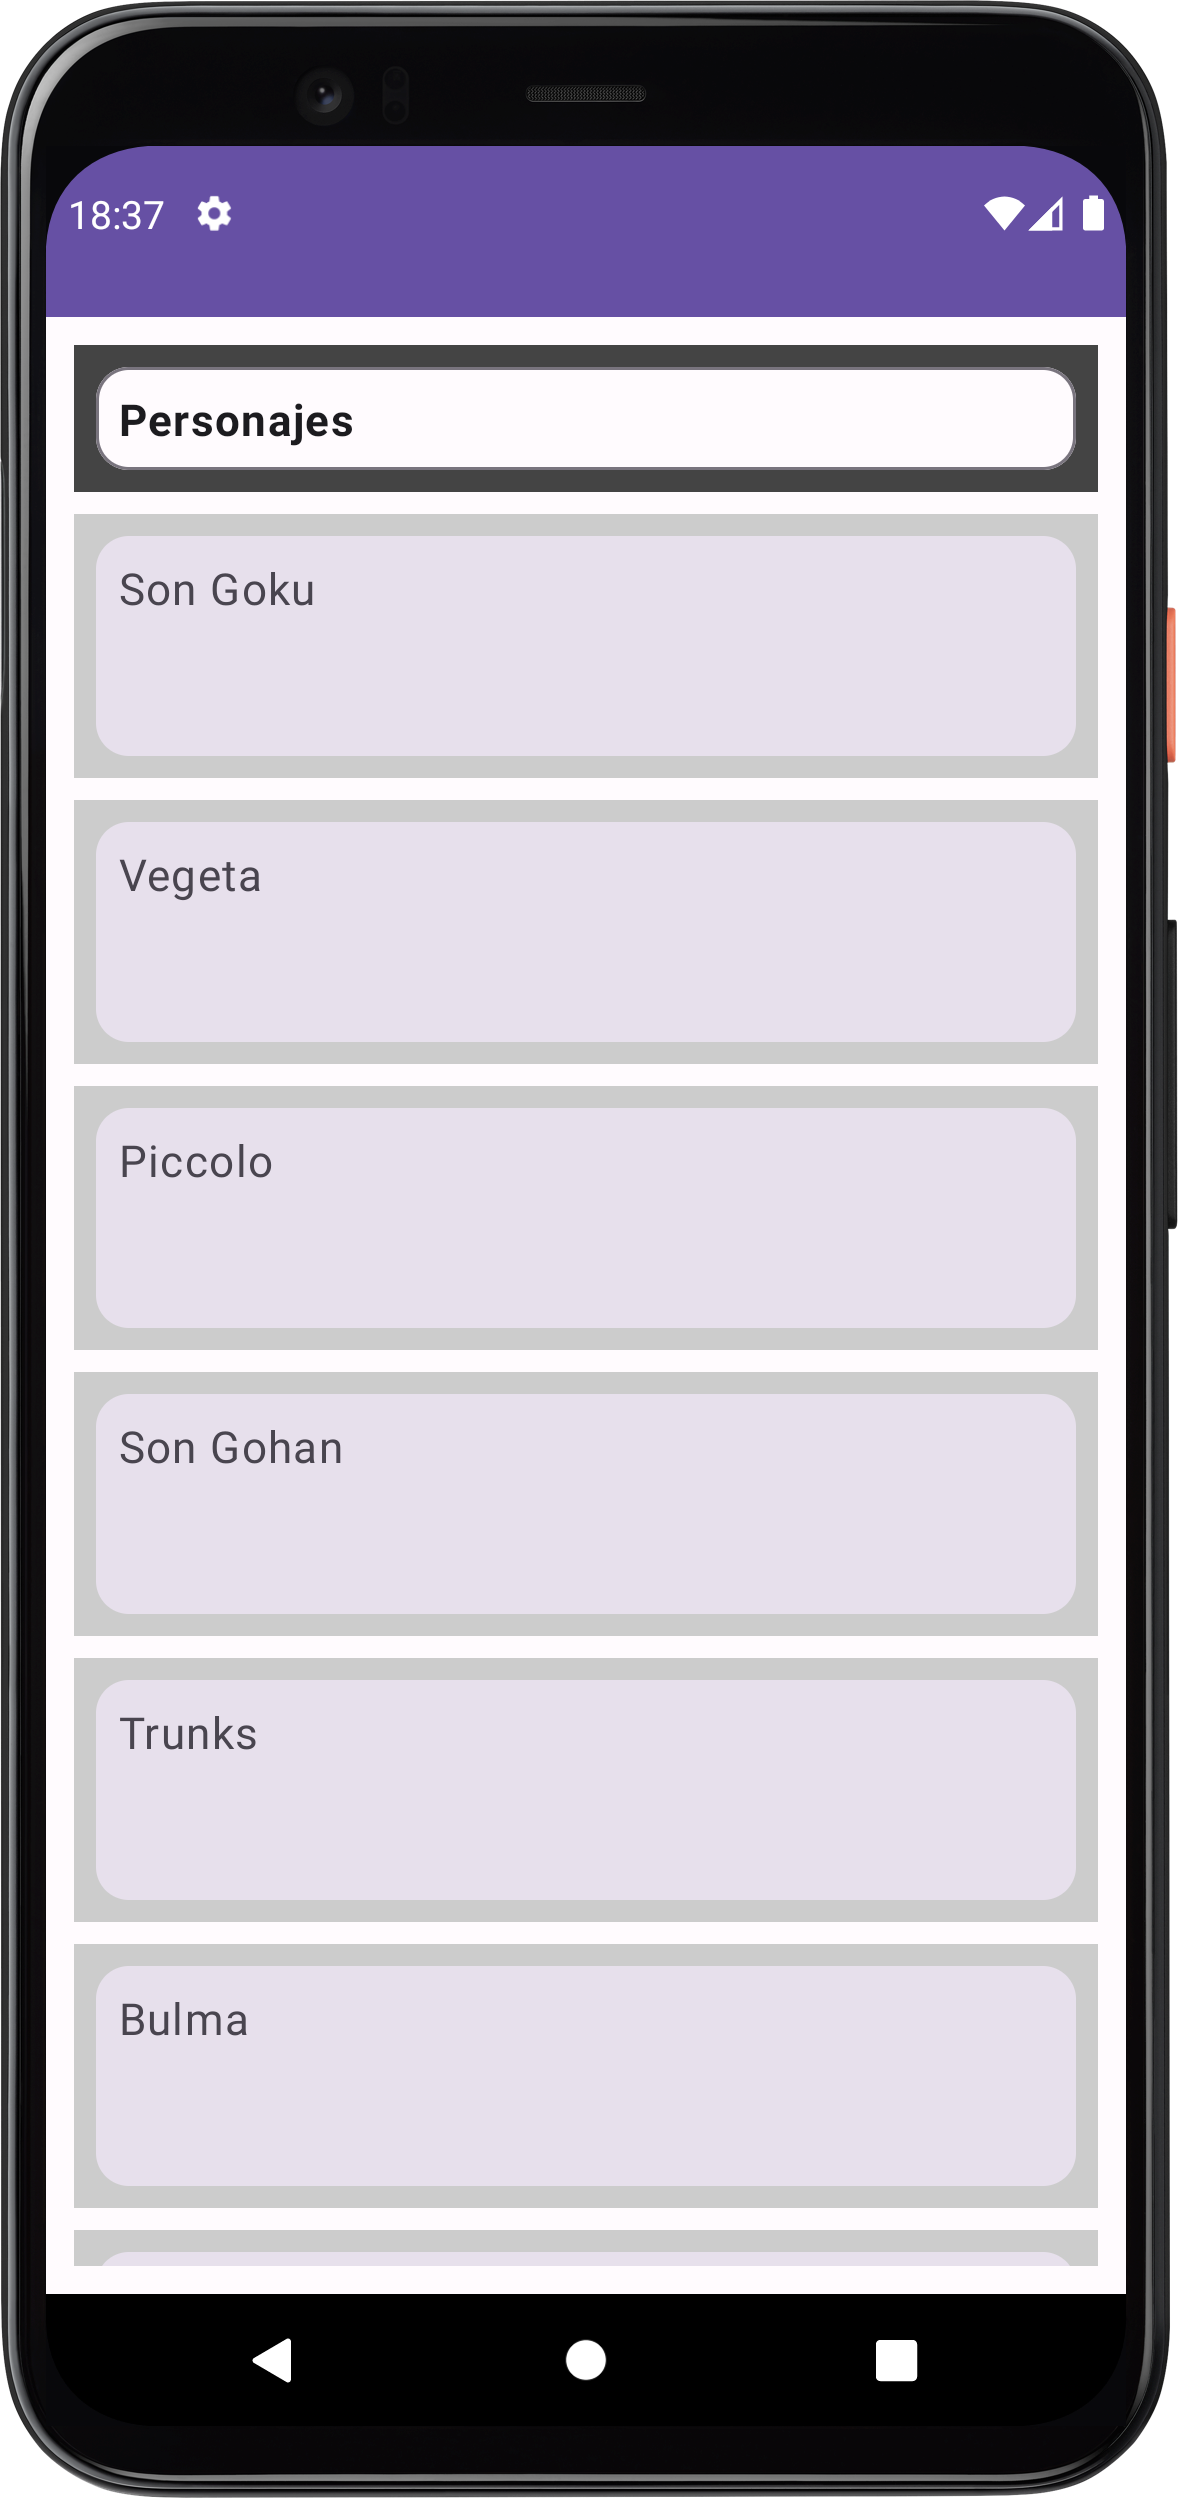 18:37
Personajes
Son Goku
Vegeta
Piccolo
Son Gohan
Trunks
Bulma